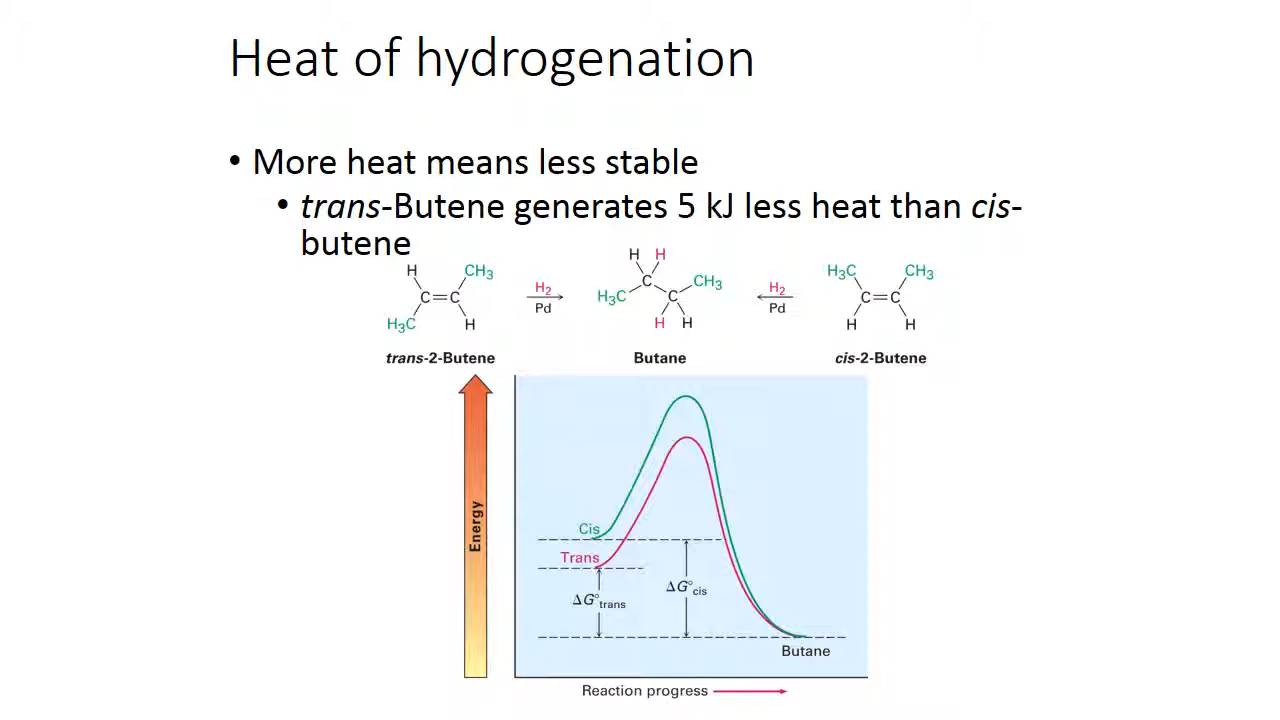 Heat of hydrogenation
• More heat means less stable
• trans-Butene generates 5 kJ less heat than cis-
butene
H CH₃
C=C
H₃C H
trans-2-Butene
H₂
Pd
H H
C CH₃
H₃C C
H H
Butane
H₂
Pd
H₃C CH₃
C=C
H H
cis-2-Butene
Energy
Cis
Trans
ΔG°trans
ΔG°cis
Butane
Reaction progress